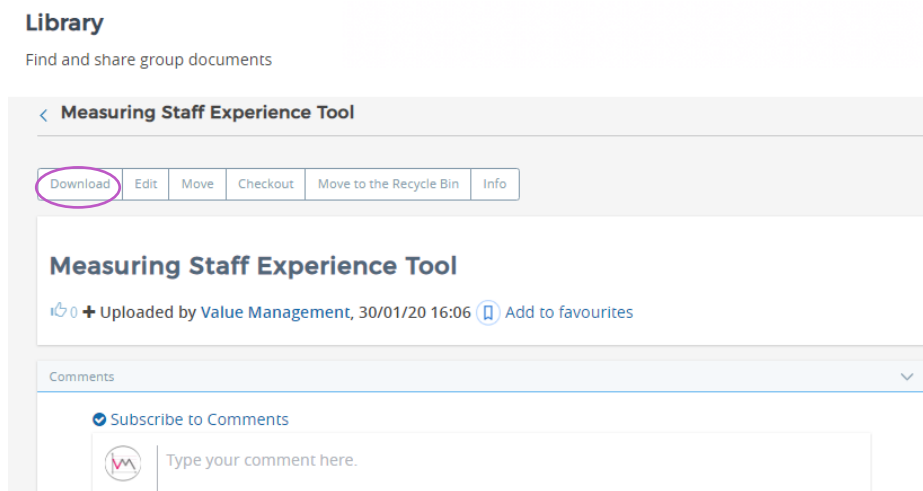 Library
Find and share group documents
Measuring Staff Experience Tool
Download Edit Move Checkout Move to the Recycle Bin Info
Measuring Staff Experience Tool
0 + Uploaded by Value Management, 30/01/20 16:06 Add to favourites
Comments
Subscribe to Comments
Type your comment here.